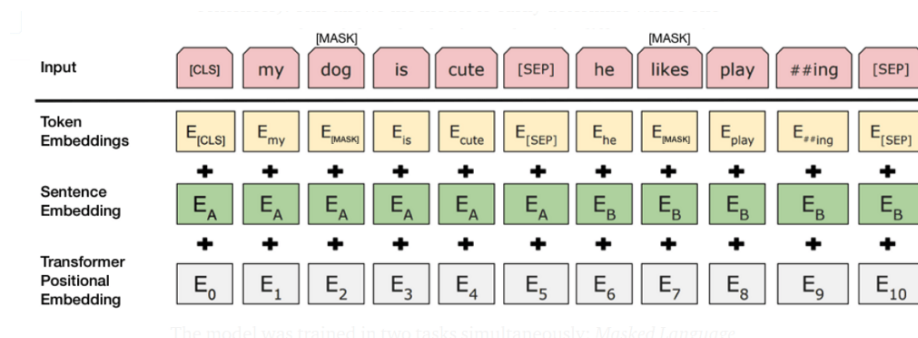 [MASK] [MASK]
Input [CLS] my dog is cute [SEP] he likes play ##ing [SEP]
Token
Embeddings
E[CLS] Emy E[MASK] Eis Ecute E[SEP] Ehe E[MASK] Eplay E##ing E[SEP]
+ + + + + + + + + + +
Sentence
Embedding
EA EA EA EA EA EA EB EB EB EB EB
+ + + + + + + + + + +
Transformer
Positional
Embedding
E0 E1 E2 E3 E4 E5 E6 E7 E8 E9 E10
The model was trained in two tasks simultaneously: Masked Language